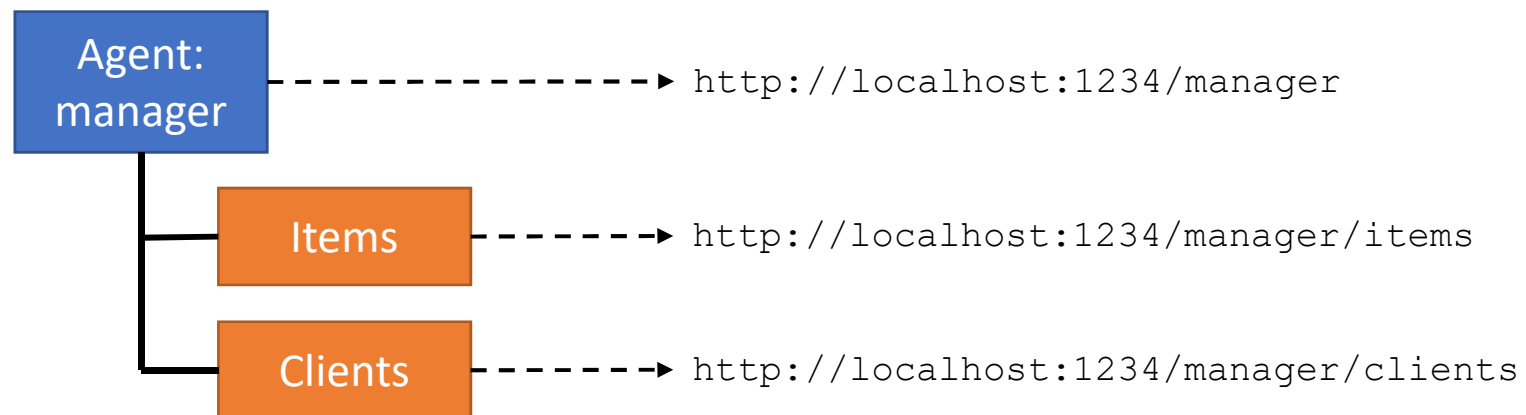 Agent:
manager
http://localhost:1234/manager
Items
http://localhost:1234/manager/items
Clients
http://localhost:1234/manager/clients